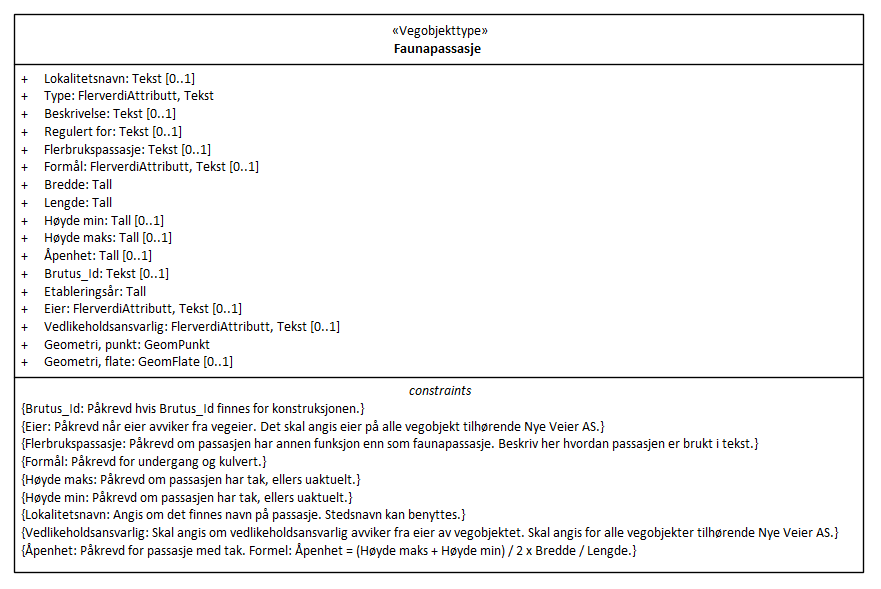 «Vegobjekttype»
Faunapassasje
+ Lokalitetsnavn: Tekst [0..1]
+ Type: FlerverdiAttributt, Tekst
+ Beskrivelse: Tekst [0..1]
+ Regulert for: Tekst [0..1]
+ Flerbrukspassasje: Tekst [0..1]
+ Formål: FlerverdiAttributt, Tekst [0..1]
+ Bredde: Tall
+ Lengde: Tall
+ Høyde min: Tall [0..1]
+ Høyde maks: Tall [0..1]
+ Åpenhet: Tall [0..1]
+ Brutus_Id: Tekst [0..1]
+ Etableringsår: Tall
+ Eier: FlerverdiAttributt, Tekst [0..1]
+ Vedlikeholdsansvarlig: FlerverdiAttributt, Tekst [0..1]
+ Geometri, punkt: GeomPunkt
+ Geometri, flate: GeomFlate [0..1]
constraints
{Brutus_Id: Påkrevd hvis Brutus_Id finnes for konstruksjonen.}
{Eier: Påkrevd når eier avviker fra vegeier. Det skal angis eier på alle vegobjekt tilhørende Nye Veier AS.}
{Flerbrukspassasje: Påkrevd om passasjen har annen funksjon enn som faunapassasje. Beskriv her hvordan passasjen er brukt i tekst.}
{Formål: Påkrevd for undergang og kulvert.}
{Høyde maks: Påkrevd om passasjen har tak, ellers uaktuelt.}
{Høyde min: Påkrevd om passasjen har tak, ellers uaktuelt.}
{Lokalitetsnavn: Angis om det finnes navn på passasje. Stedsnavn kan benyttes.}
{Vedlikeholdsansvarlig: Skal angis om vedlikeholdsansvarlig avviker fra eier av vegobjektet. Skal angis for alle vegobjekter tilhørende Nye Veier AS.}
{Åpenhet: Påkrevd for passasje med tak. Formel: Åpenhet = (Høyde maks + Høyde min) / 2 x Bredde / Lengde.}